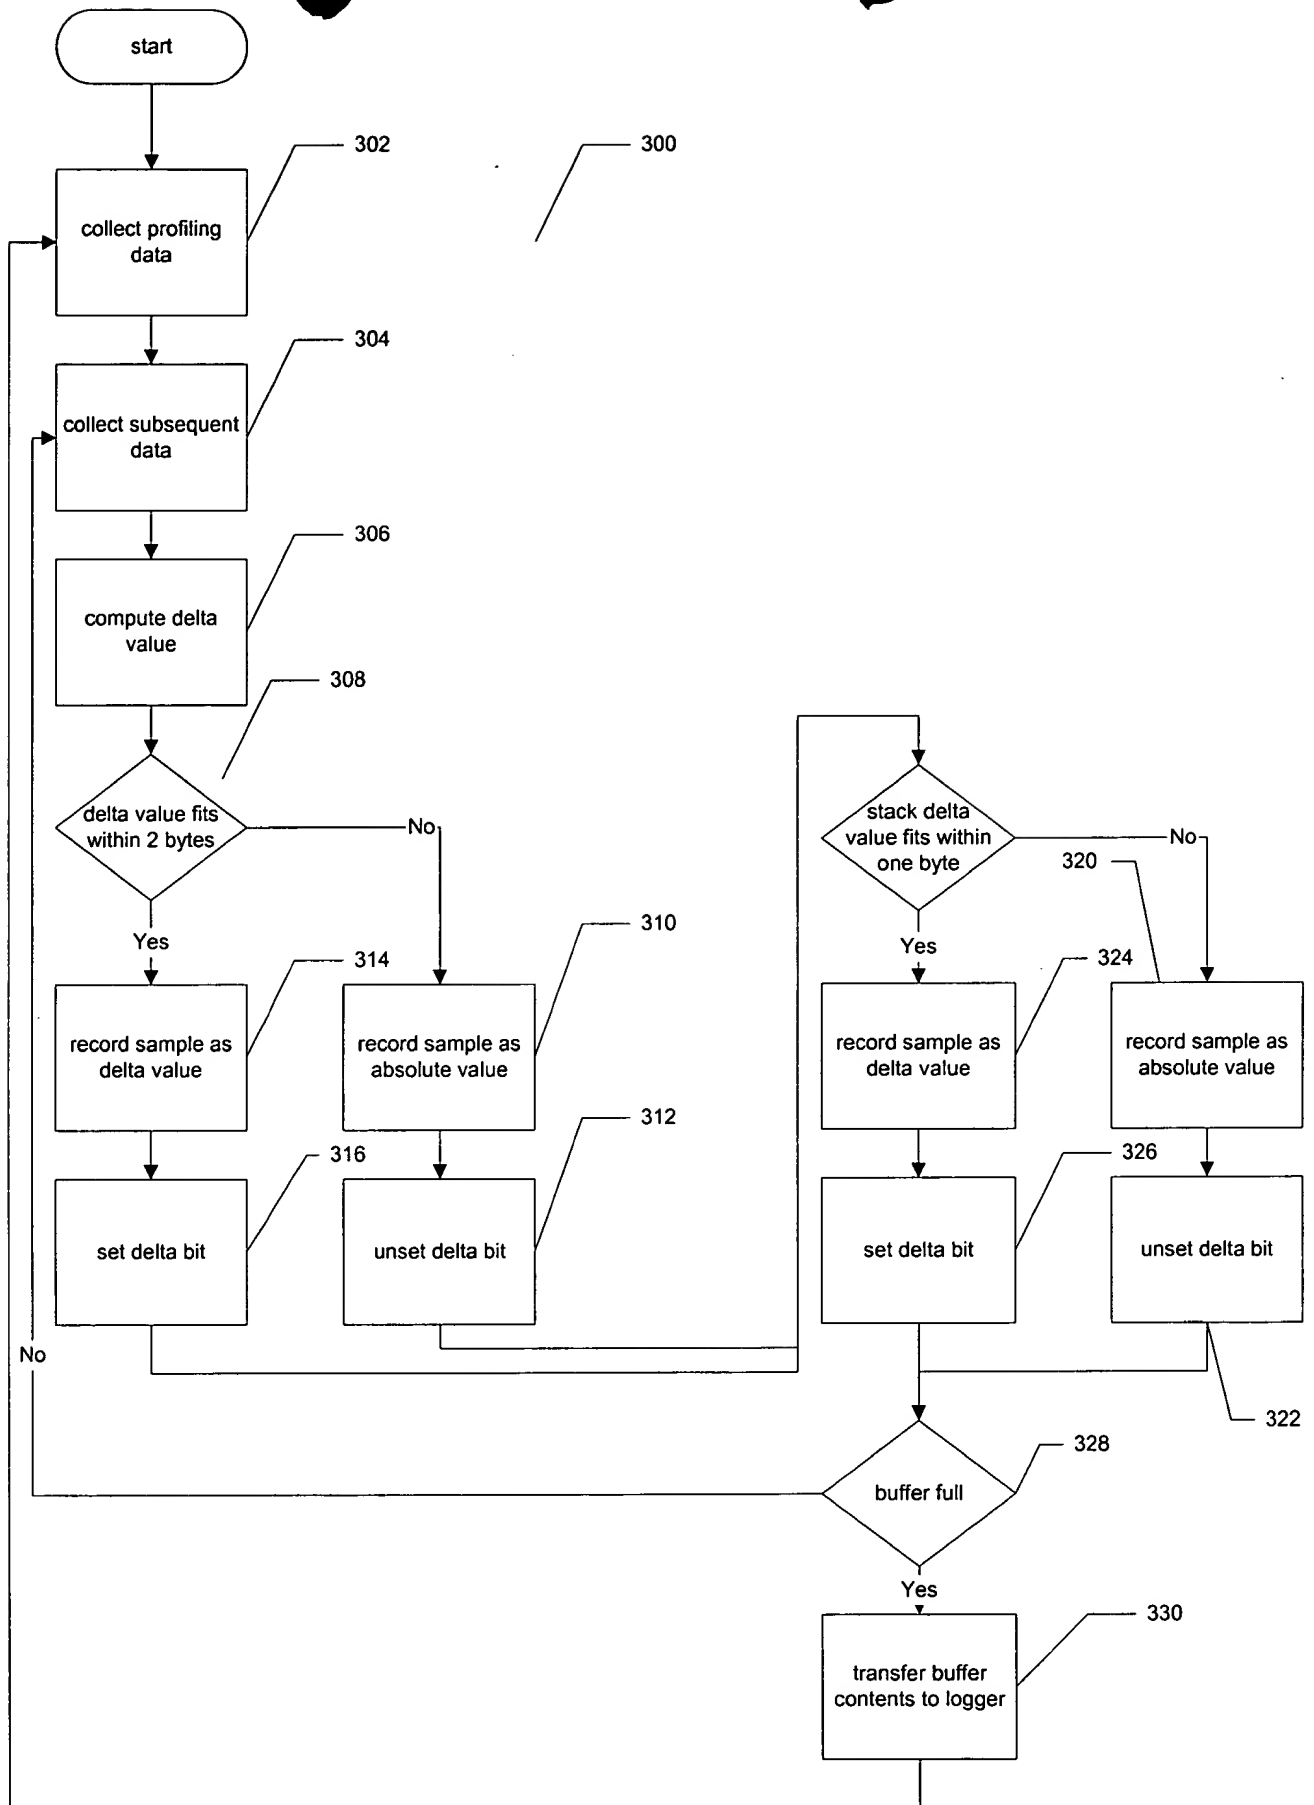 start
302
300
collect profiling
data
304
collect subsequent
data
306
compute delta
value
308
delta value fits
within 2 bytes
No
stack delta
value fits within
one byte
No
320
Yes
310
Yes
314
324
record sample as
delta value
record sample as
absolute value
record sample as
delta value
record sample as
absolute value
312
316
326
set delta bit
unset delta bit
set delta bit
unset delta bit
No
322
328
buffer full
Yes
330
transfer buffer
contents to logger